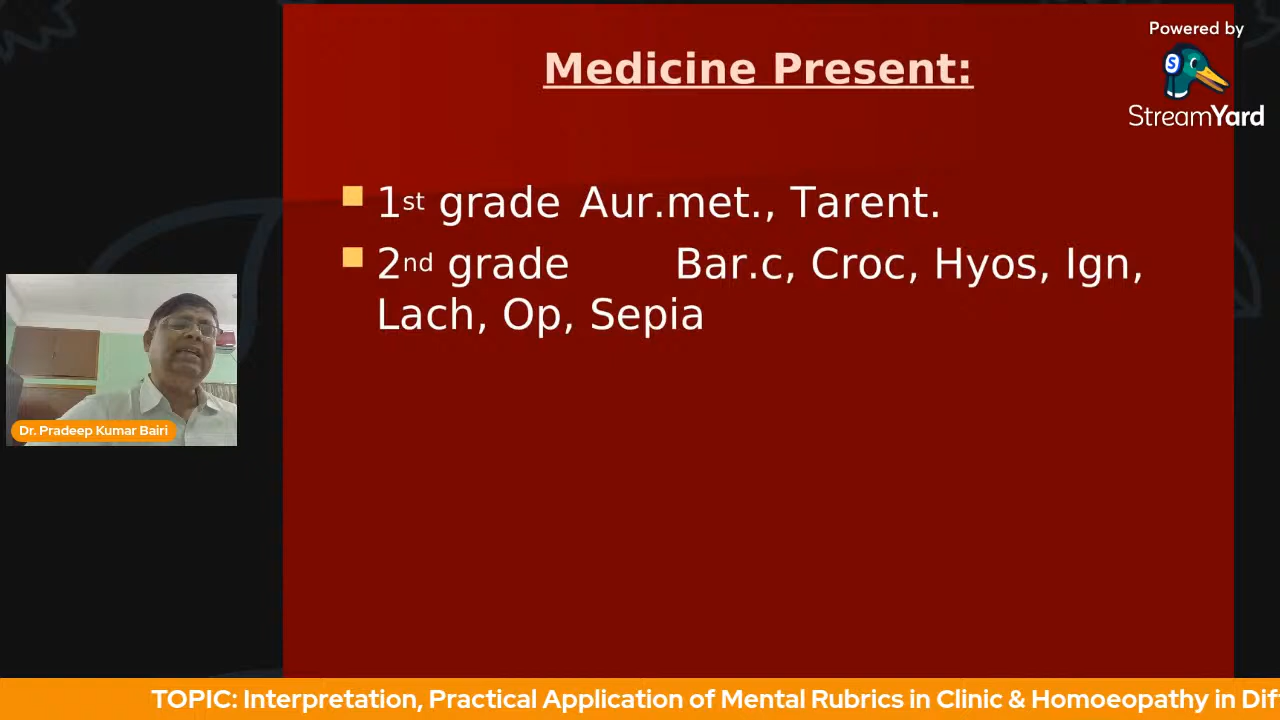 Medicine Present:
Powered by
StreamYard
1st grade Aur.met., Tarent.
2nd grade Bar.c, Croc, Hyos, Ign,
Lach, Op, Sepia
Dr. Pradeep Kumar Bairi
TOPIC: Interpretation, Practical Application of Mental Rubrics in Clinic & Homoeopathy in Dif